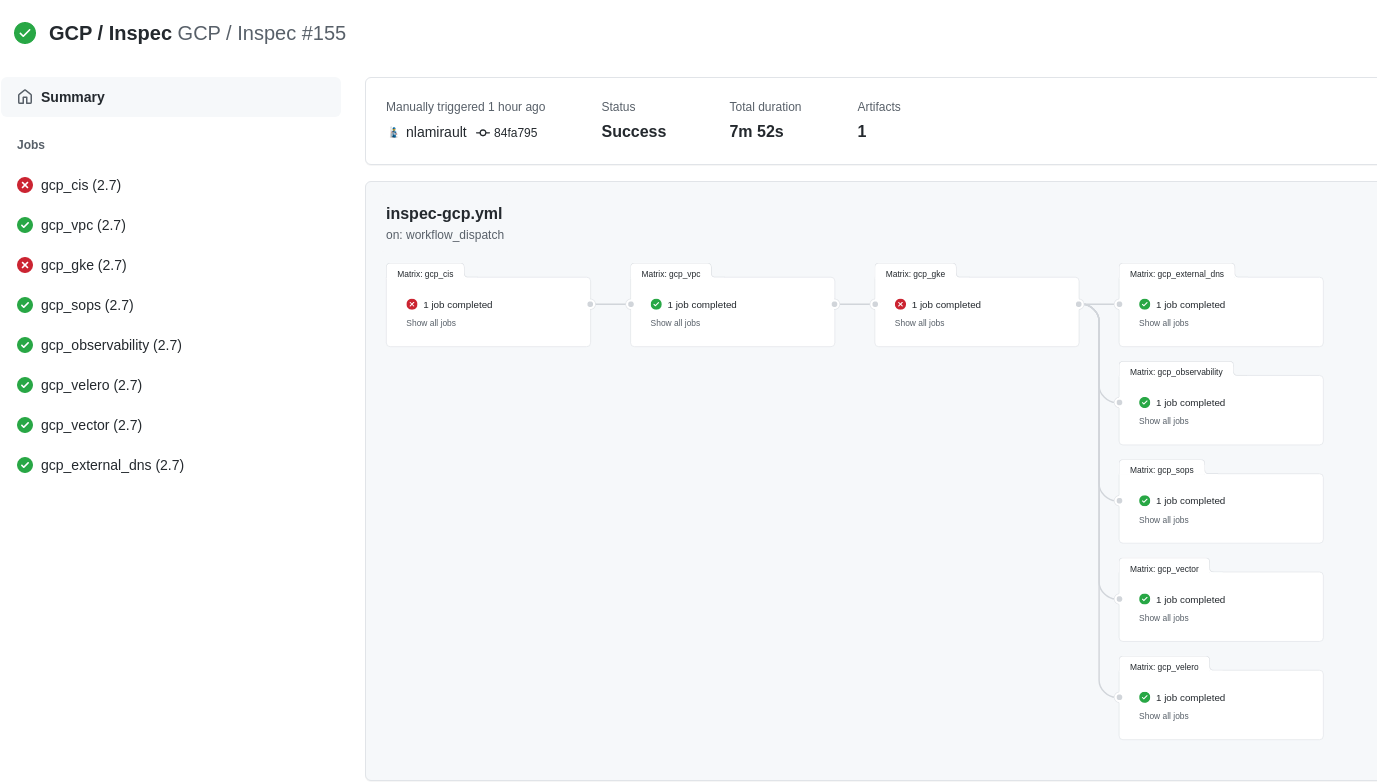 GCP / Inspec GCP / Inspec #155
Summary
Jobs
gcp_cis (2.7)
gcp_vpc (2.7)
gcp_gke (2.7)
gcp_sops (2.7)
gcp_observability (2.7)
gcp_velero (2.7)
gcp_vector (2.7)
gcp_external_dns (2.7)
Manually triggered 1 hour ago
nlamirault 84fa795
Status
Success
Total duration
7m 52s
Artifacts
1
inspec-gcp.yml
on: workflow_dispatch
Matrix: gcp_cis
1 job completed
Show all jobs
Matrix: gcp_vpc
1 job completed
Show all jobs
Matrix: gcp_gke
1 job completed
Show all jobs
Matrix: gcp_external_dns
1 job completed
Show all jobs
Matrix: gcp_observability
1 job completed
Show all jobs
Matrix: gcp_sops
1 job completed
Show all jobs
Matrix: gcp_vector
1 job completed
Show all jobs
Matrix: gcp_velero
1 job completed
Show all jobs